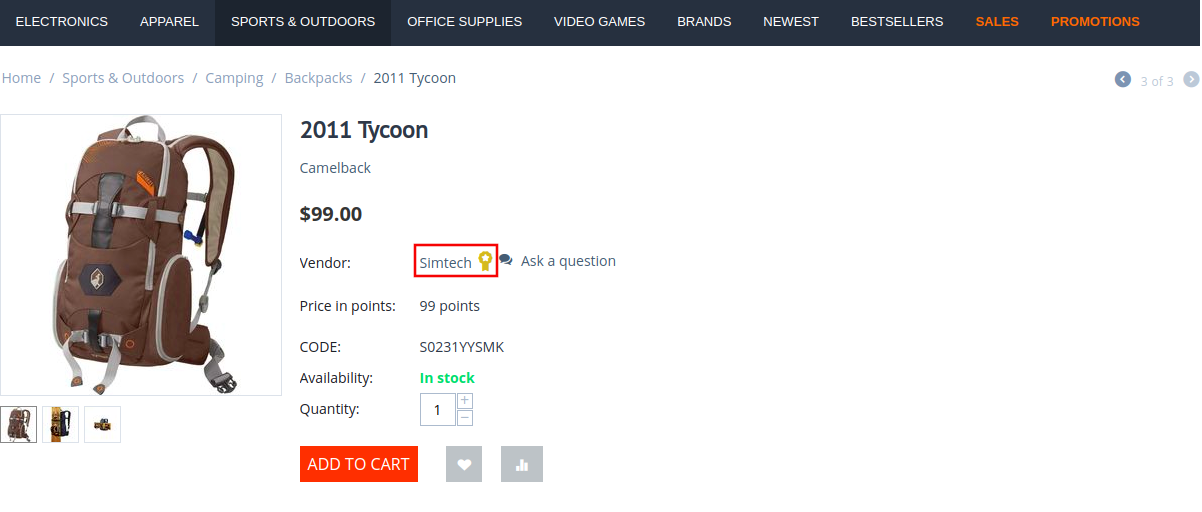 ELECTRONICS APPAREL SPORTS & OUTDOORS OFFICE SUPPLIES VIDEO GAMES BRANDS NEWEST BESTSELLERS SALES PROMOTIONS
Home / Sports & Outdoors / Camping / Backpacks / 2011 Tycoon 3 of 3
2011 Tycoon
Camelback
$99.00
Vendor: Simtech Ask a question
Price in points: 99 points
CODE: S0231YYSMK
Availability: In stock
Quantity: 1 + −
ADD TO CART